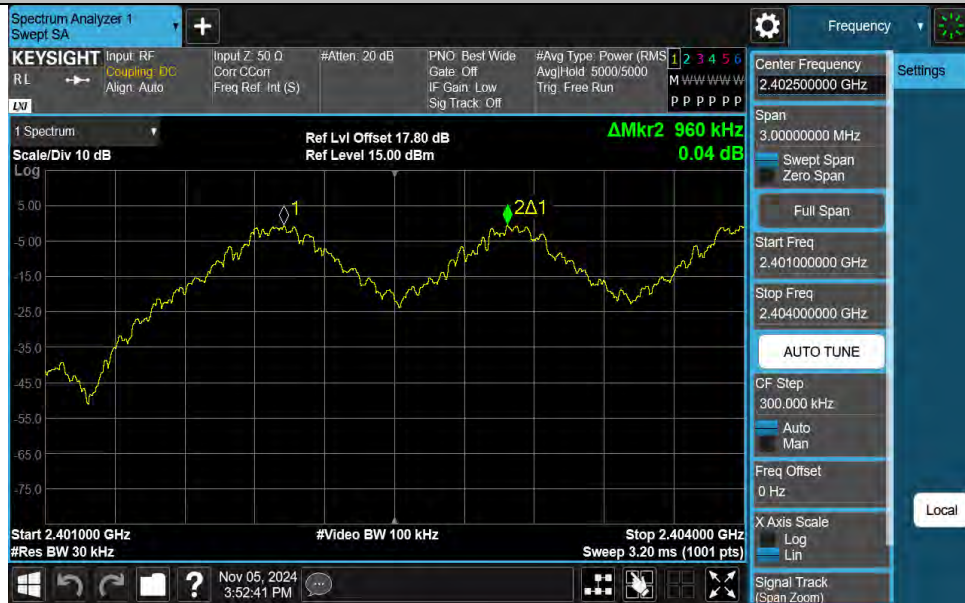 Spectrum Analyzer 1
Swept SA
+
Frequency
KEYSIGHT
RL
LXI
Input: RF
Coupling: DC
Align: Auto
Input Z: 50 Ω
Corr CCorr
Freq Ref: Int (S)
#Atten: 20 dB
PNO: Best Wide
Gate: Off
IF Gain: Low
Sig Track: Off
#Avg Type: Power (RMS
Avg|Hold: 5000/5000
Trig: Free Run
1 2 3 4 5 6
M W W W W W
P P P P P P
1 Spectrum
Scale/Div 10 dB
Log
Ref Lvl Offset 17.80 dB
Ref Level 15.00 dBm
ΔMkr2 960 kHz
0.04 dB
1
2Δ1
5.00
-5.00
-15.0
-25.0
-35.0
-45.0
-55.0
-65.0
-75.0
Start 2.401000 GHz
#Res BW 30 kHz
#Video BW 100 kHz
Stop 2.404000 GHz
Sweep 3.20 ms (1001 pts)
?
Nov 05, 2024
3:52:41 PM
Center Frequency
2.402500000 GHz
Span
3.00000000 MHz
Swept Span
Zero Span
Full Span
Start Freq
2.401000000 GHz
Stop Freq
2.404000000 GHz
AUTO TUNE
CF Step
300.000 kHz
Auto
Man
Freq Offset
0 Hz
X Axis Scale
Log
Lin
Signal Track
(Span Zoom)
Settings
Local